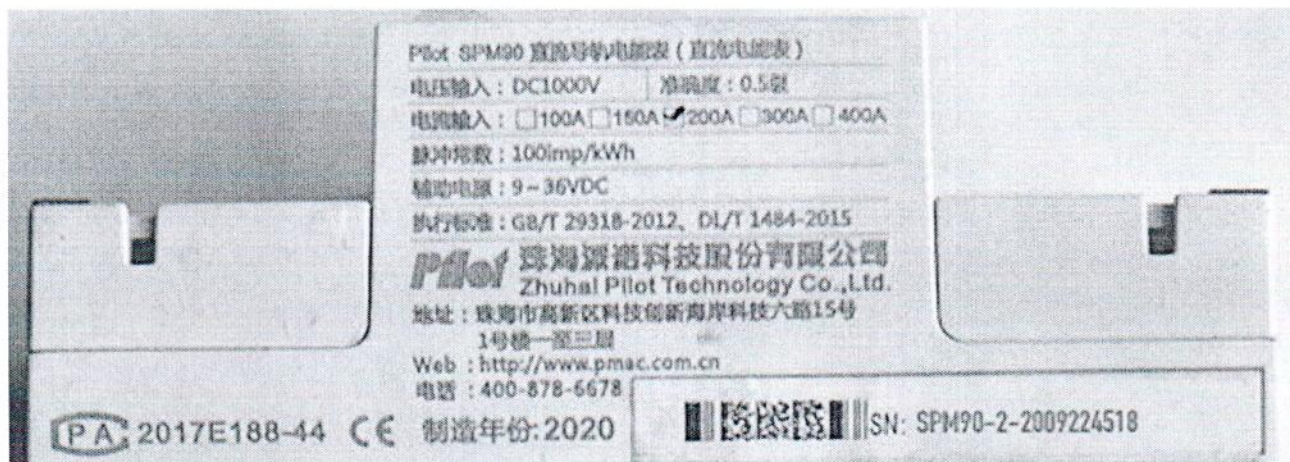 Pilot SPM90 直流导轨电能表（直流电能表）
电压输入：DC1000V 准确度：0.5级
电流输入：□100A□150A☑200A□300A□400A
脉冲常数：100imp/kWh
辅助电源：9~36VDC
执行标准：GB/T 29318-2012、DL/T 1484-2015
Pilot 珠海派诺科技股份有限公司
Zhuhai Pilot Technology Co.,Ltd.
地址：珠海市高新区科技创新海岸科技六路15号
1号楼一至三层
Web：http://www.pmac.com.cn
电话：400-878-6678
CPA 2017E188-44 CE 制造年份:2020
SN: SPM90-2-2009224518